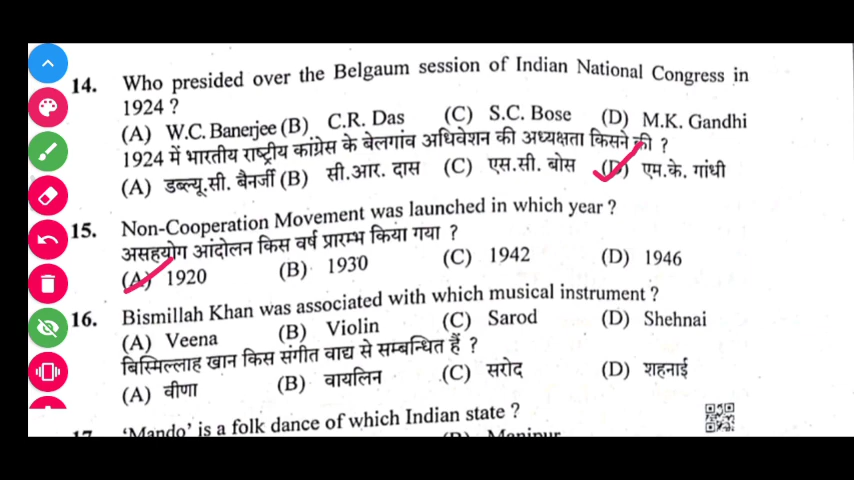 14. Who presided over the Belgaum session of Indian National Congress in
1924 ?
(A) W.C. Banerjee (B) C.R. Das (C) S.C. Bose (D) M.K. Gandhi
1924 में भारतीय राष्ट्रीय कांग्रेस के बेलगांव अधिवेशन की अध्यक्षता किसने की ?
(A) डब्ल्यू.सी. बैनर्जी (B) सी.आर. दास (C) एस.सी. बोस (D) एम.के. गांधी
15. Non-Cooperation Movement was launched in which year ?
असहयोग आंदोलन किस वर्ष प्रारम्भ किया गया ?
(A) 1920 (B) 1930 (C) 1942 (D) 1946
16. Bismillah Khan was associated with which musical instrument ?
(A) Veena (B) Violin (C) Sarod (D) Shehnai
बिस्मिल्लाह खान किस संगीत वाद्य से सम्बन्धित हैं ?
(A) वीणा (B) वायलिन (C) सरोद (D) शहनाई
17. ‘Mando’ is a folk dance of which Indian state ?
(B) Manipur